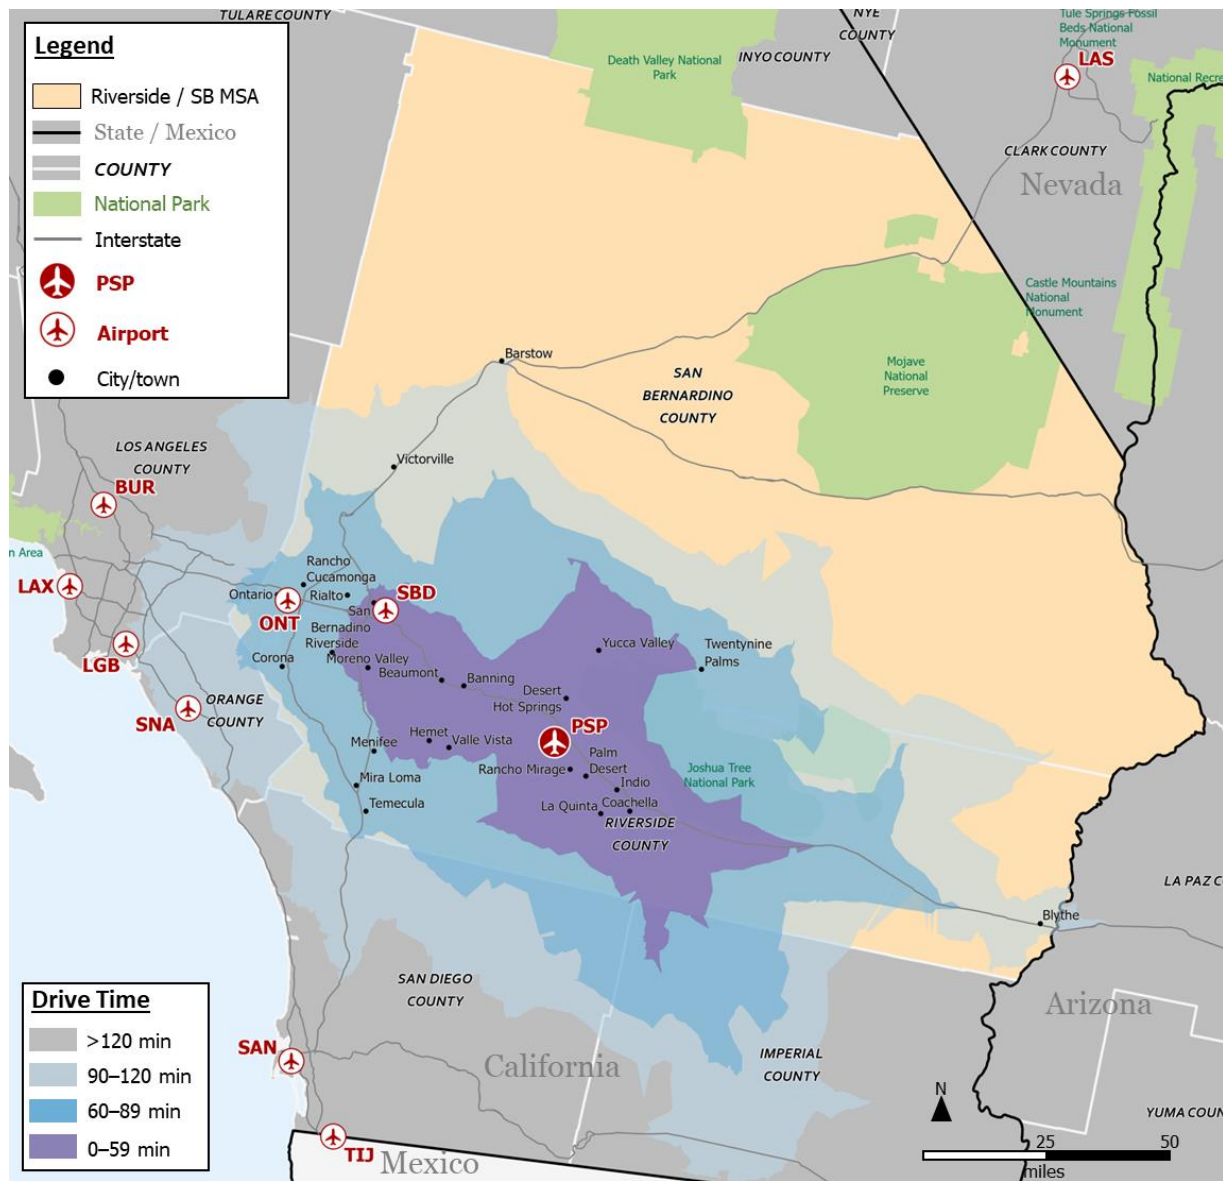 TULARE COUNTY
NYE
COUNTY
Tule Springs Fossil
Beds National
Monument
LAS
Legend
Riverside / SB MSA
State / Mexico
COUNTY
National Park
Interstate
PSP
Airport
City/town
Death Valley National
Park
INYO COUNTY
National Recre
CLARK COUNTY
Nevada
Castle Mountains
National
Monument
Barstow
Mojave
National
Preserve
SAN
BERNARDINO
COUNTY
LOS ANGELES
COUNTY
Victorville
BUR
n Area
LAX
Rancho
Cucamonga
Ontario
Rialto
SBD
ONT
San
Bernadino
Riverside
LGB
Corona
Moreno Valley
Beaumont
Banning
Yucca Valley
Twentynine
Palms
Desert
Hot Springs
SNA
ORANGE
COUNTY
PSP
Hemet
Valle Vista
Menifee
Palm
Desert
Rancho Mirage
Joshua Tree
National Park
Mira Loma
Indio
Temecula
La Quinta
Coachella
RIVERSIDE
COUNTY
LA PAZ C
Blythe
Drive Time
>120 min
90–120 min
60–89 min
0–59 min
SAN DIEGO
COUNTY
Arizona
SAN
California
IMPERIAL
COUNTY
N
YUMA COUN
TIJ
Mexico
25
50
miles